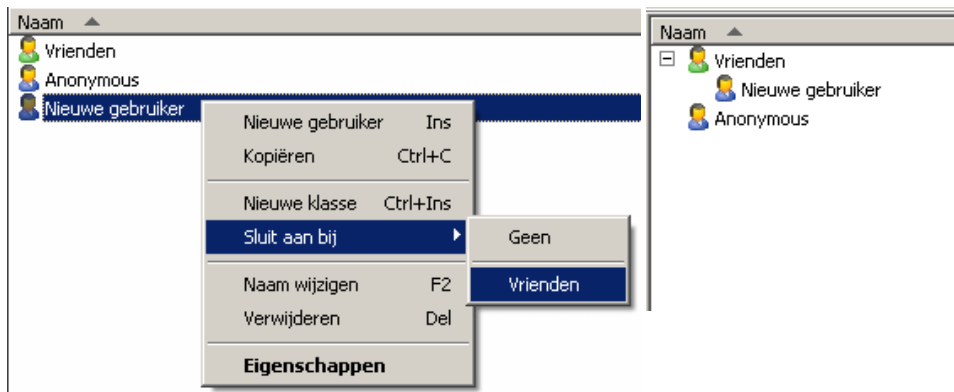 Naam
Vrienden
Anonymous
Nieuwe gebruiker
Nieuwe gebruiker Ins
Kopiëren Ctrl+C
Nieuwe klasse Ctrl+Ins
Sluit aan bij
Naam wijzigen F2
Verwijderen Del
Eigenschappen
Geen
Vrienden
Naam
Vrienden
Nieuwe gebruiker
Anonymous